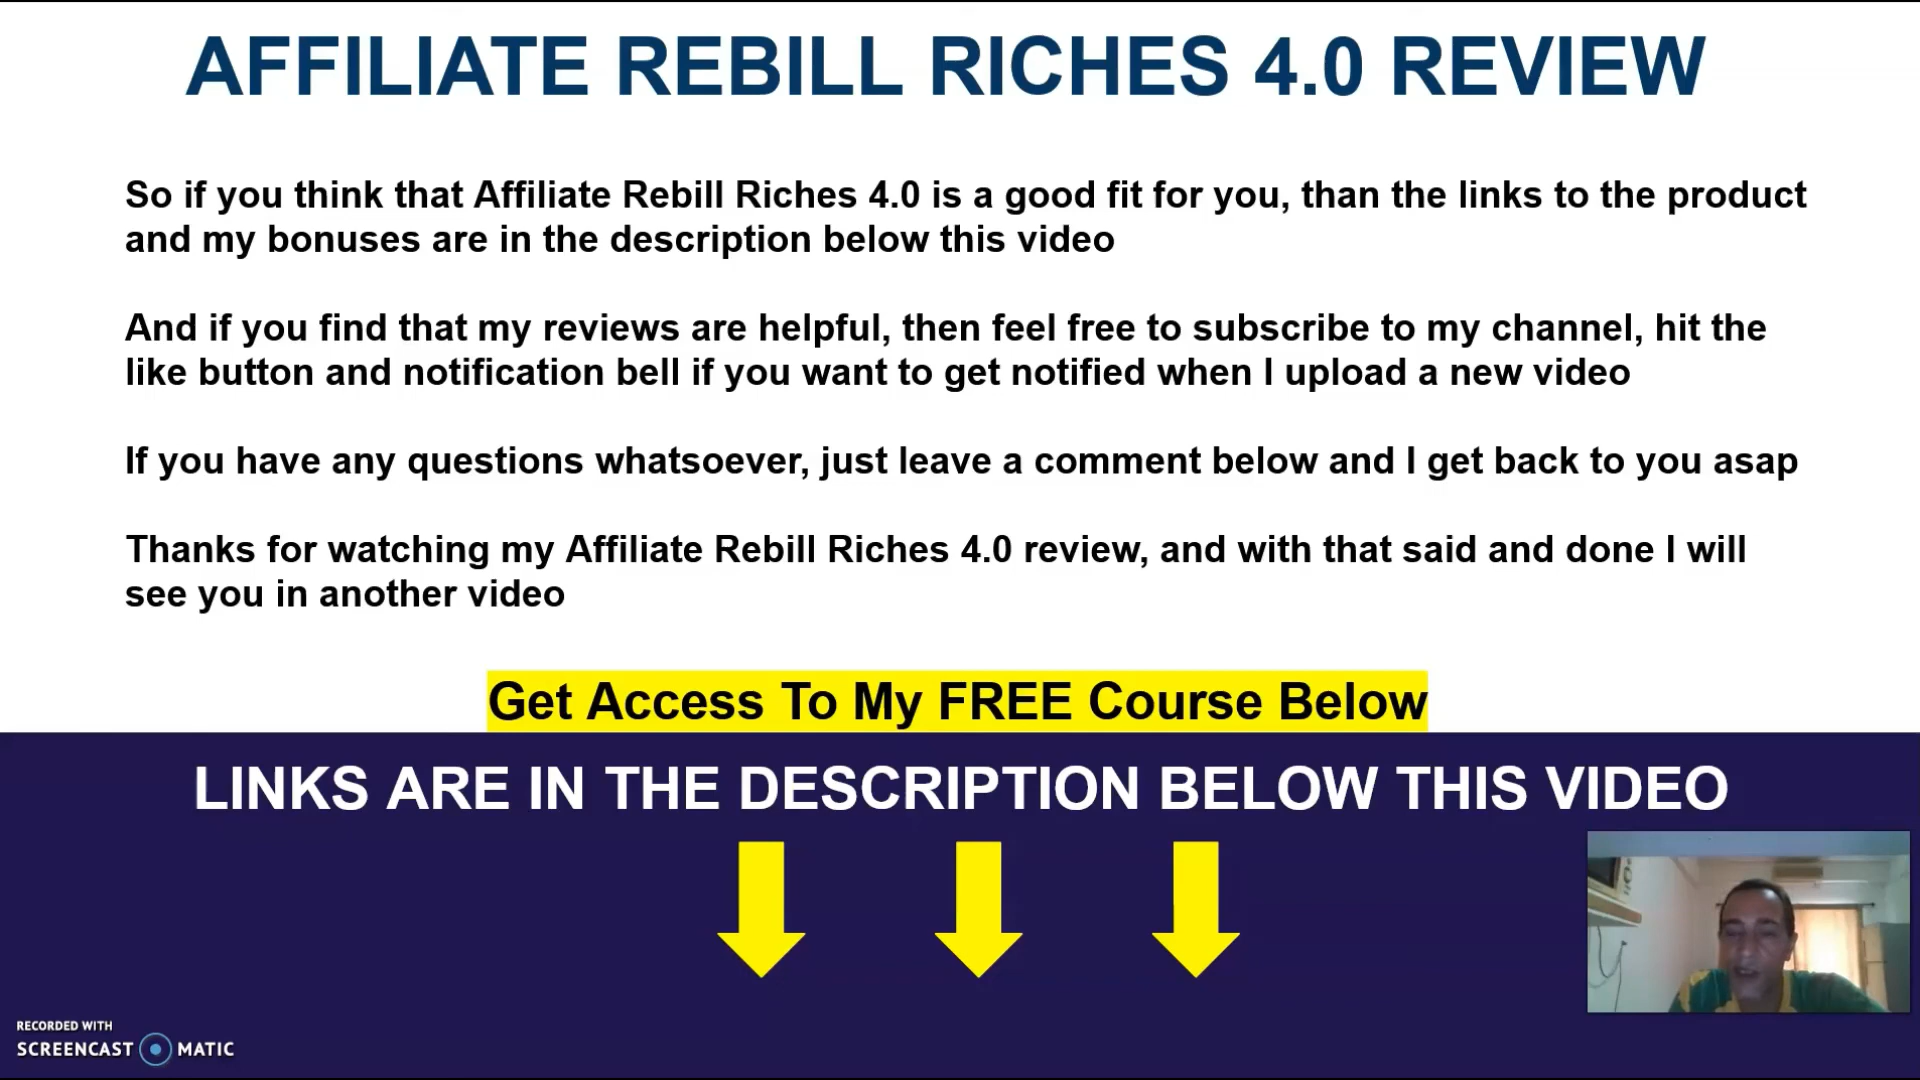 AFFILIATE REBILL RICHES 4.0 REVIEW
So if you think that Affiliate Rebill Riches 4.0 is a good fit for you, than the links to the product
and my bonuses are in the description below this video
And if you find that my reviews are helpful, then feel free to subscribe to my channel, hit the
like button and notification bell if you want to get notified when I upload a new video
If you have any questions whatsoever, just leave a comment below and I get back to you asap
Thanks for watching my Affiliate Rebill Riches 4.0 review, and with that said and done I will
see you in another video
Get Access To My FREE Course Below
LINKS ARE IN THE DESCRIPTION BELOW THIS VIDEO
RECORDED WITH
SCREENCAST MATIC